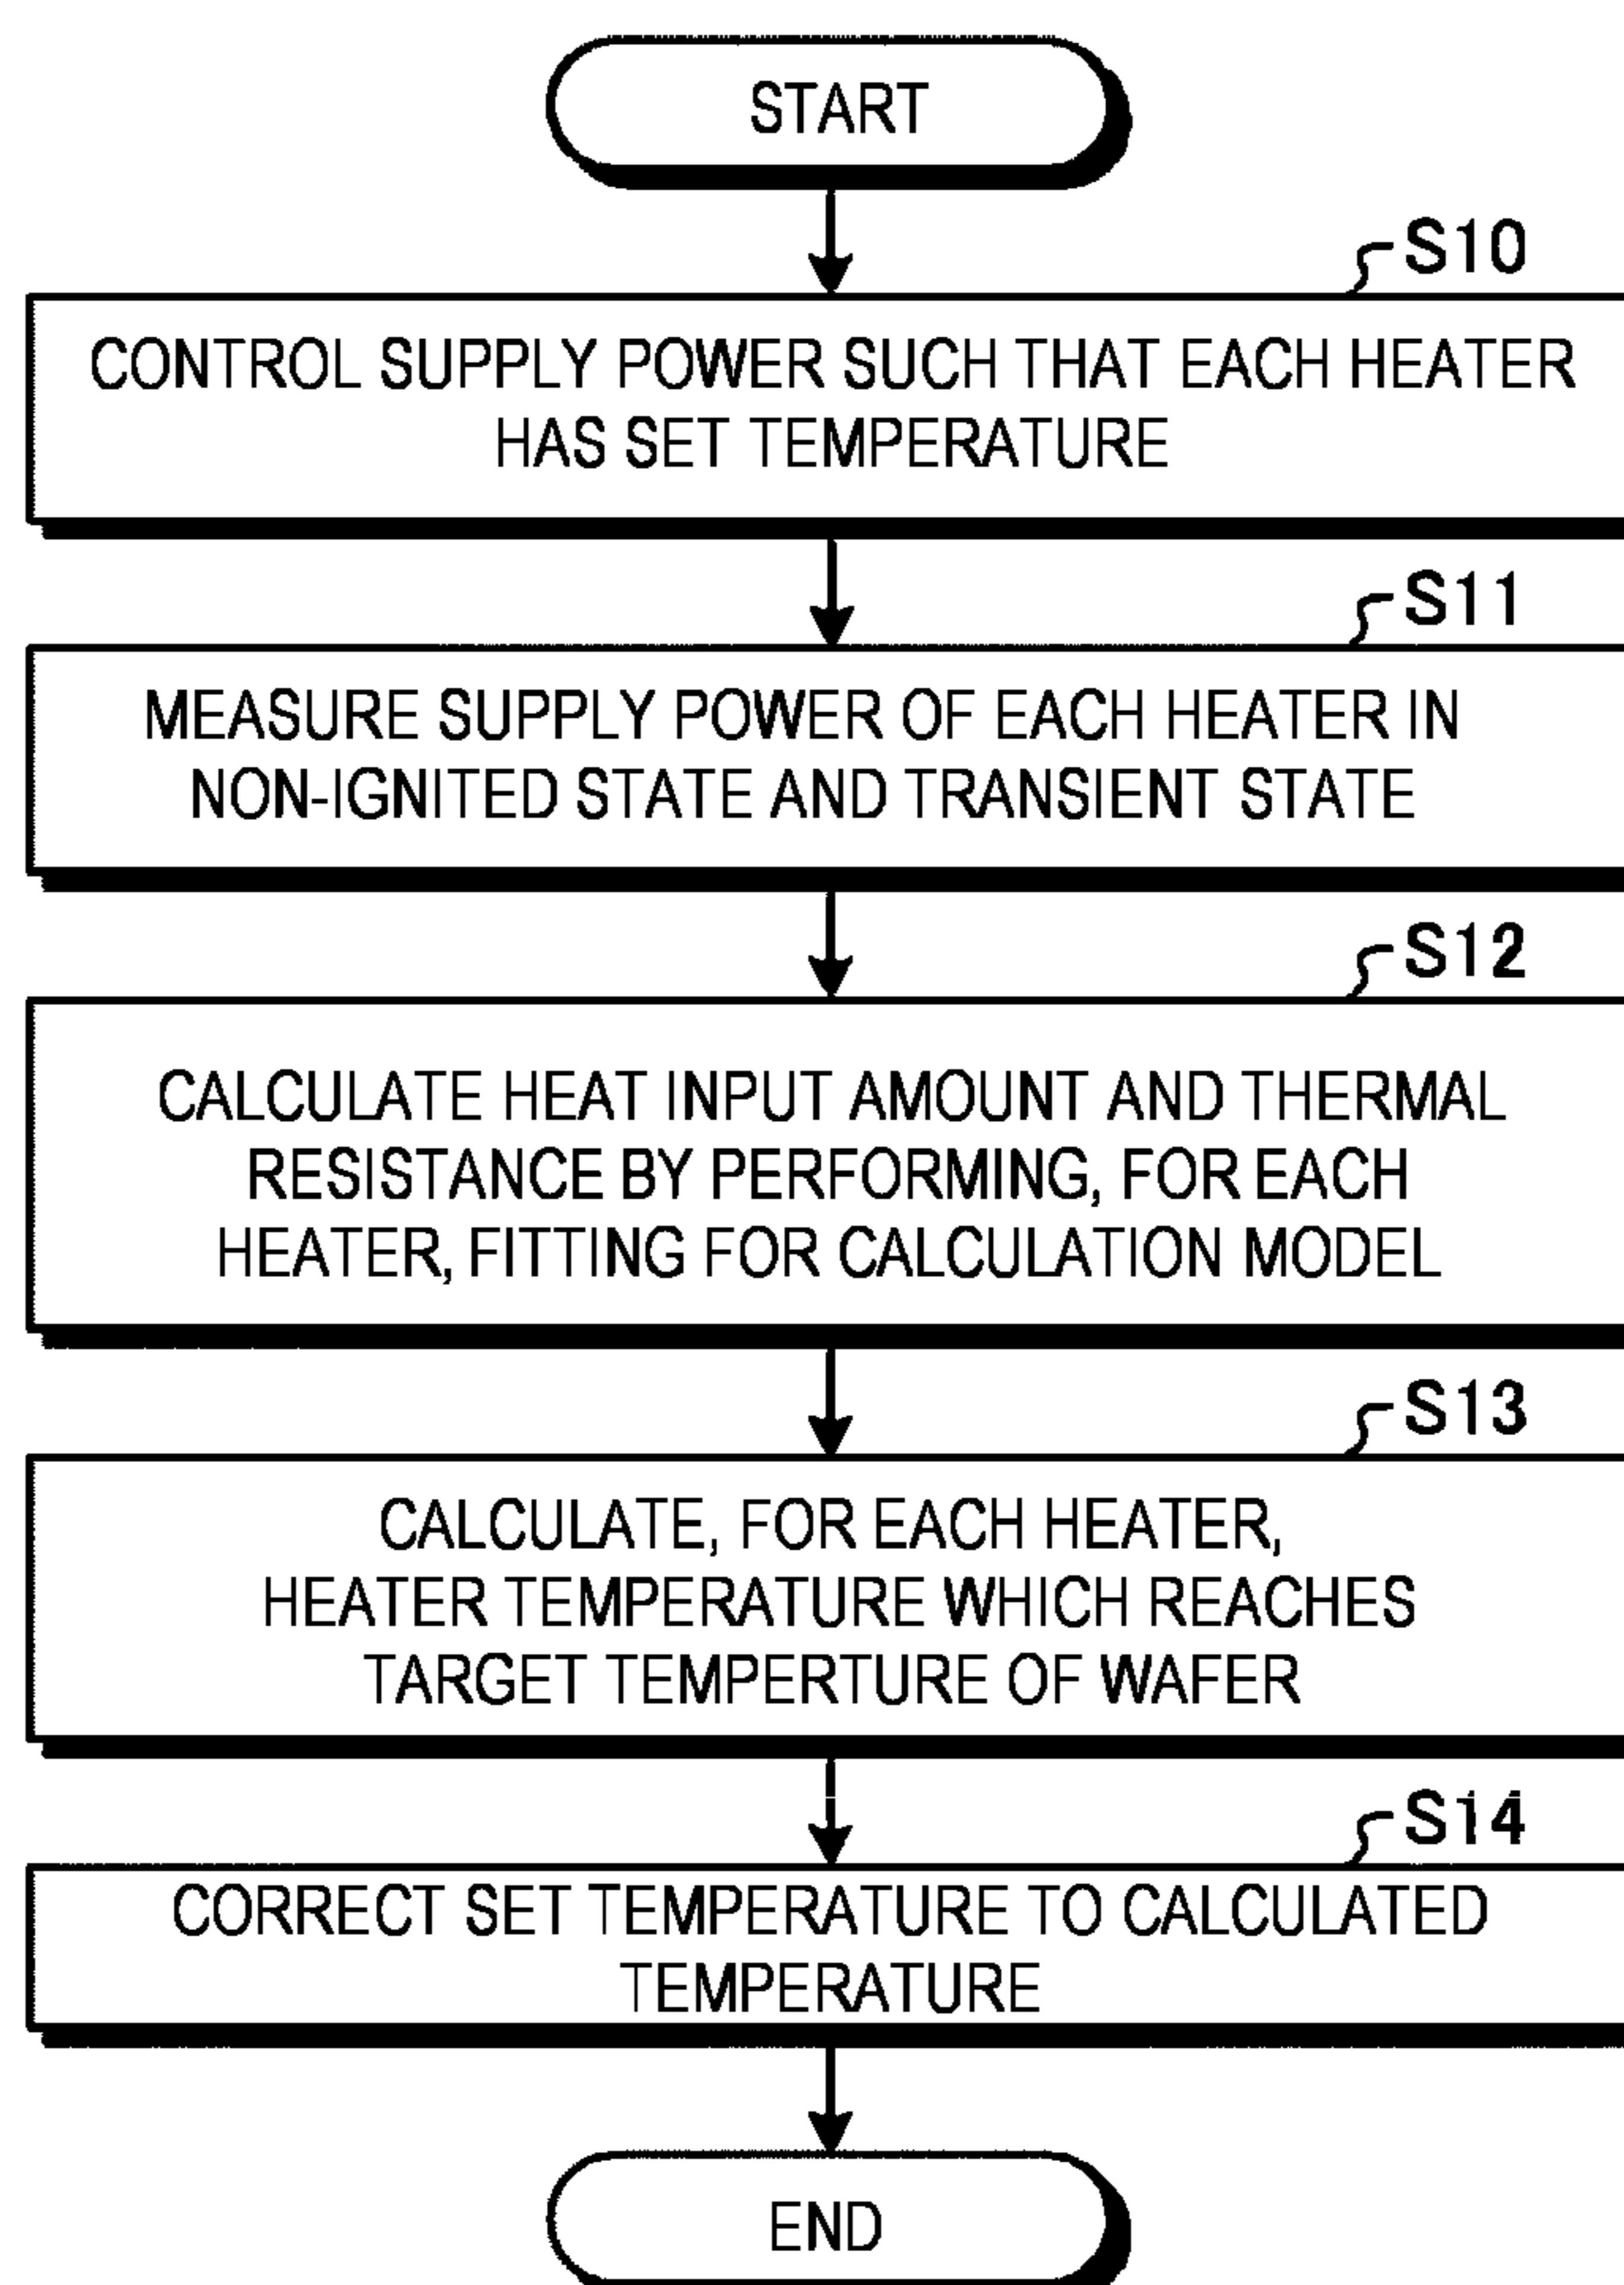 START
S10
CONTROL SUPPLY POWER SUCH THAT EACH HEATER
HAS SET TEMPERATURE
S11
MEASURE SUPPLY POWER OF EACH HEATER IN
NON-IGNITED STATE AND TRANSIENT STATE
S12
CALCULATE HEAT INPUT AMOUNT AND THERMAL
RESISTANCE BY PERFORMING, FOR EACH
HEATER, FITTING FOR CALCULATION MODEL
S13
CALCULATE, FOR EACH HEATER,
HEATER TEMPERATURE WHICH REACHES
TARGET TEMPERTURE OF WAFER
S14
CORRECT SET TEMPERATURE TO CALCULATED
TEMPERATURE
END